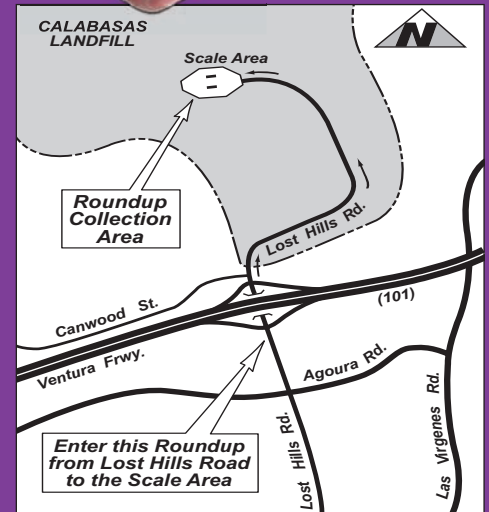 CALABASAS
LANDFILL
N
Scale Area
Roundup
Collection
Area
Lost Hills Rd.
Canwood St.
(101)
Ventura Frwy.
Agoura Rd.
Enter this Roundup
from Lost Hills Road
to the Scale Area
Lost Hills Rd.
Las Virgenes Rd.